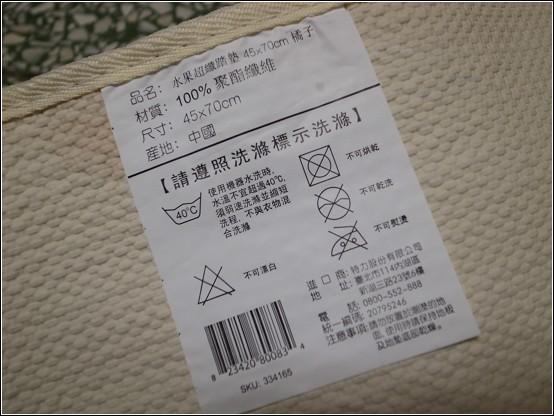 品名: 水果超纖踏墊 45x70cm 橘子
材質: 100% 聚酯纖維
尺寸: 45x70cm
產地: 中國
【請遵照洗滌標示洗滌】
40℃
使用機器水洗時,
水溫不宜超過40℃,
須弱速洗滌並縮短
洗程, 不與衣物混
合洗滌
不可烘乾
不可乾洗
不可熨燙
不可漂白
進口商: 特力股份有限公司
地址: 臺北市114內湖區
新湖三路23號6樓
電話: 0800-552-888
統一編號: 20795246
注意事項: 請勿放置於潮溼的地
面, 使用時請保持地板
及地墊底部乾燥。
8 23420 80083 4
SKU: 334165